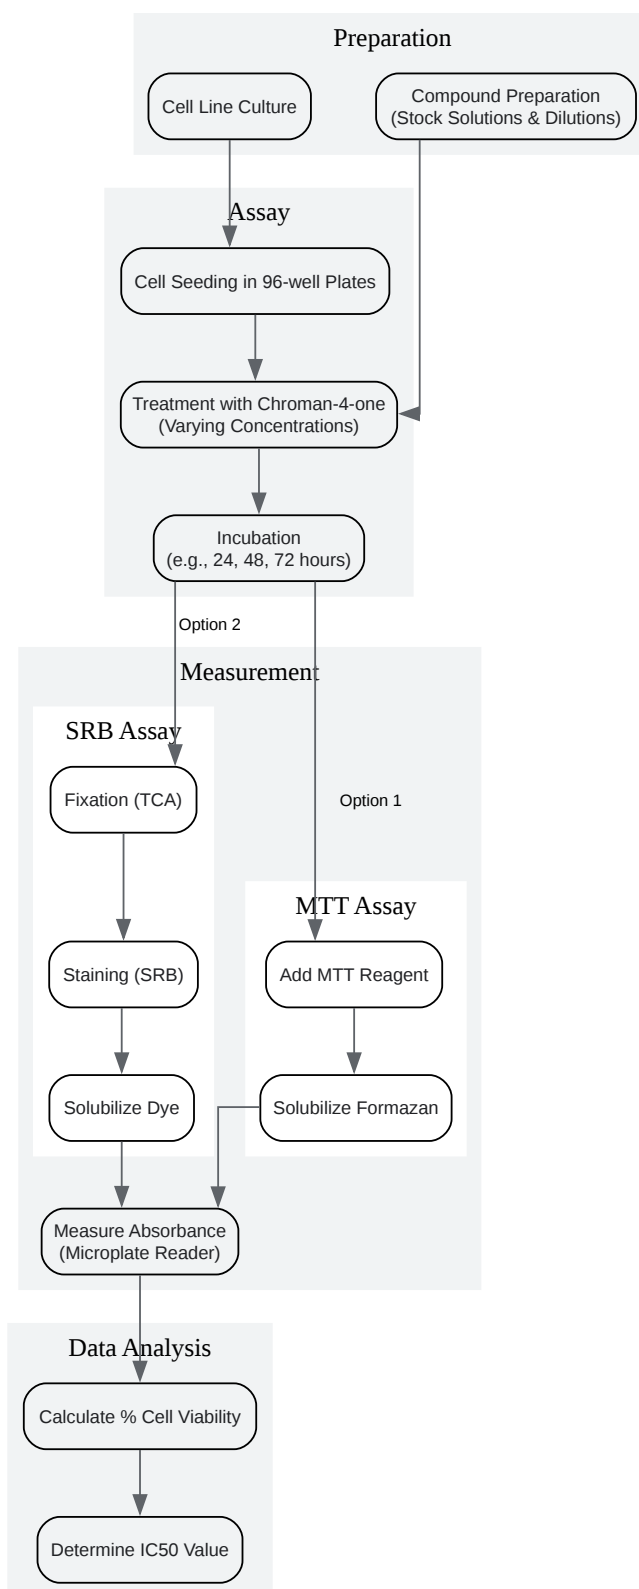 Preparation
Cell Line Culture
Compound Preparation
(Stock Solutions & Dilutions)
Assay
Cell Seeding in 96-well Plates
Treatment with Chroman-4-one
(Varying Concentrations)
Incubation
(e.g., 24, 48, 72 hours)
Option 2
Measurement
SRB Assay
Fixation (TCA)
Option 1
MTT Assay
Staining (SRB)
Add MTT Reagent
Solubilize Dye
Solubilize Formazan
Measure Absorbance
(Microplate Reader)
Data Analysis
Calculate % Cell Viability
Determine IC50 Value